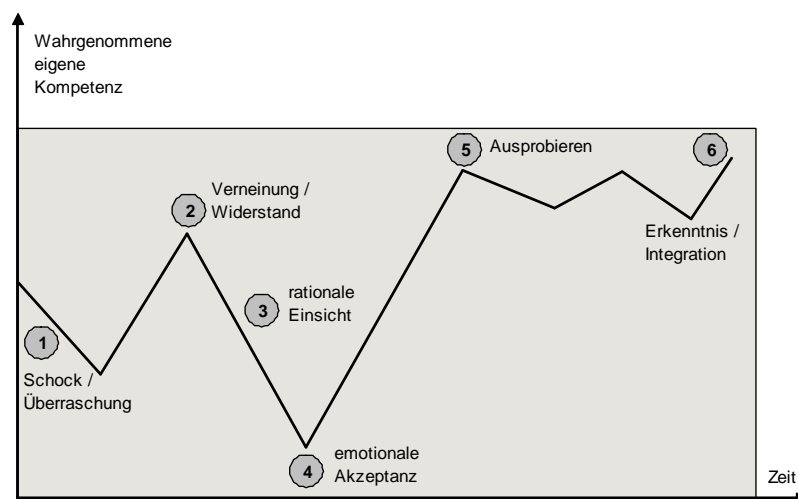 Wahrgenommene
eigene
Kompetenz
5 Ausprobieren
6
Verneinung /
2 Widerstand
Erkenntnis /
Integration
rationale
3 Einsicht
1
Schock /
Überraschung
emotionale
4 Akzeptanz
Zeit